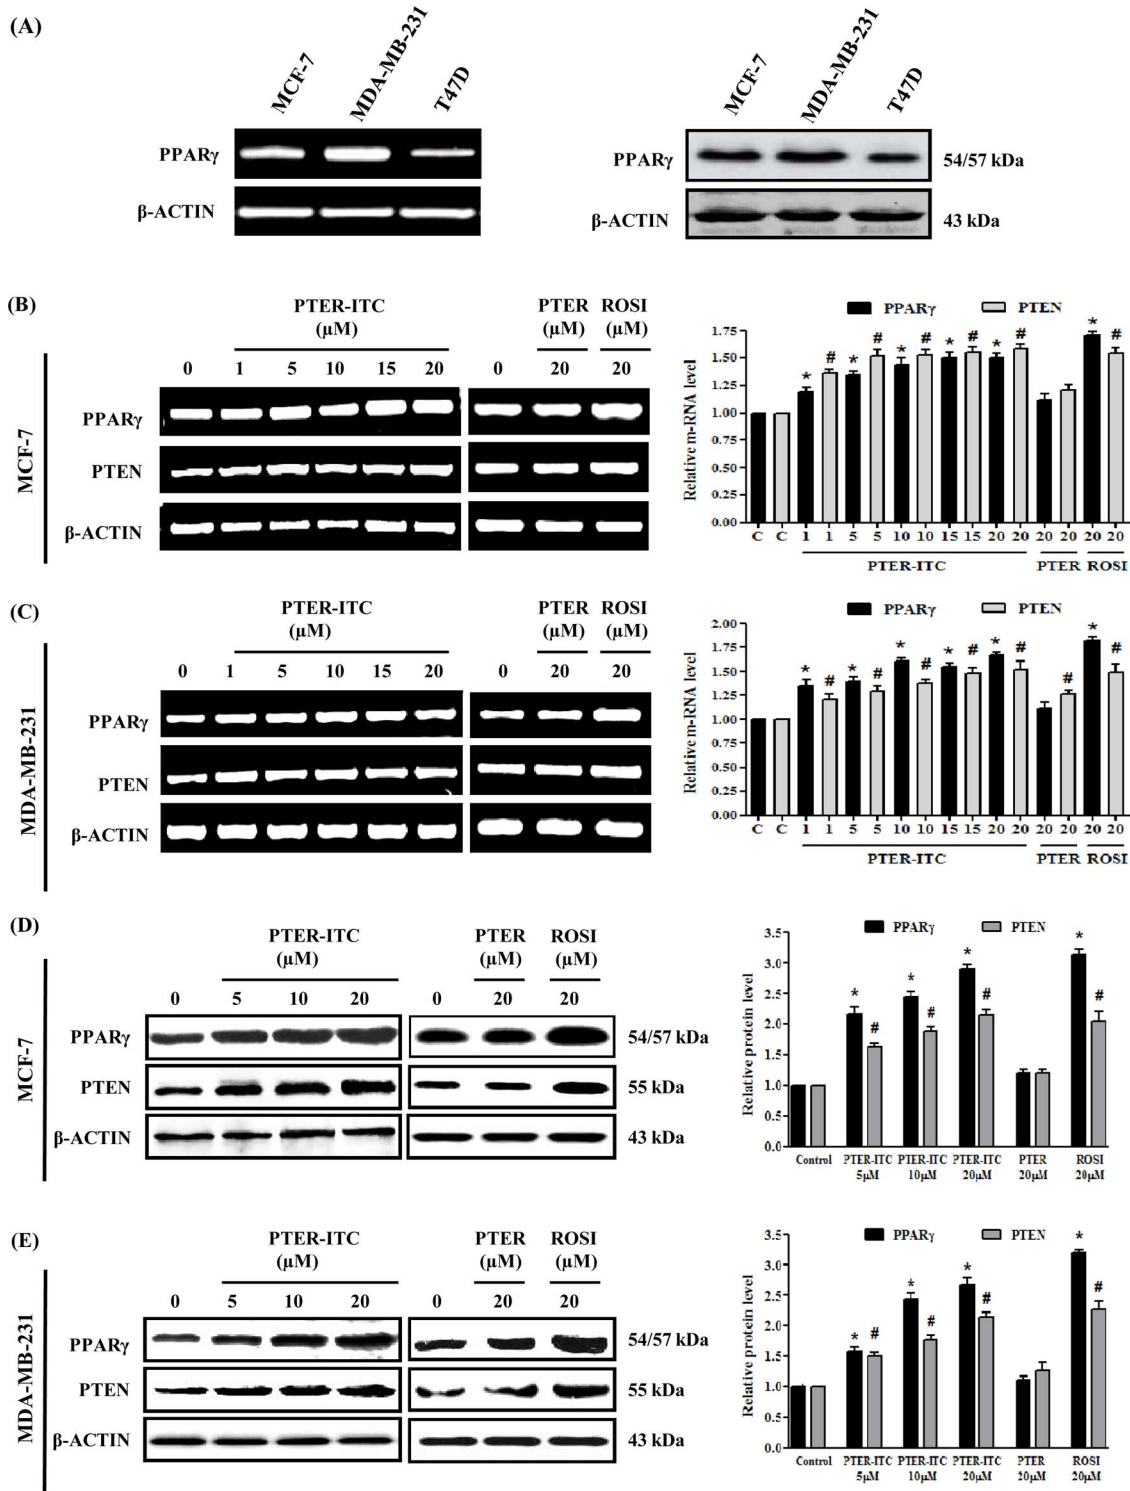 (A)
MCF-7 MDA-MB-231 T47D
PPARγ
β-ACTIN
MCF-7 MDA-MB-231 T47D
PPARγ 54/57 kDa
β-ACTIN 43 kDa
(B)
MCF-7
PTER-ITC PTER ROSI
(μM) (μM) (μM)
0 1 5 10 15 20 0 20 20
PPARγ
PTEN
β-ACTIN
PPARγ PTEN
Relative m-RNA level
1.75
1.50
1.25
1.00
0.75
0.50
0.25
0.00
* # * # * # * # * # * #
C C 1 1 5 5 10 10 15 15 20 20 20 20 20 20
PTER-ITC PTER ROSI
(C)
MDA-MB-231
PTER-ITC PTER ROSI
(μM) (μM) (μM)
0 1 5 10 15 20 0 20 20
PPARγ
PTEN
β-ACTIN
PPARγ PTEN
Relative m-RNA level
2.00
1.75
1.50
1.25
1.00
0.75
0.50
0.25
0.00
* # * # * # * # * # # * #
C C 1 1 5 5 10 10 15 15 20 20 20 20 20 20
PTER-ITC PTER ROSI
(D)
MCF-7
PTER-ITC PTER ROSI
(μM) (μM) (μM)
0 5 10 20 0 20 20
PPARγ 54/57 kDa
PTEN 55 kDa
β-ACTIN 43 kDa
PPARγ PTEN
Relative protein level
3.5
3.0
2.5
2.0
1.5
1.0
0.5
0.0
* # * # * # * #
Control PTER-ITC PTER-ITC PTER-ITC PTER ROSI
5μM 10μM 20μM 20μM 20μM
(E)
MDA-MB-231
PTER-ITC PTER ROSI
(μM) (μM) (μM)
0 5 10 20 0 20 20
PPARγ 54/57 kDa
PTEN 55 kDa
β-ACTIN 43 kDa
PPARγ PTEN
Relative protein level
3.5
3.0
2.5
2.0
1.5
1.0
0.5
0.0
* # * # * # * #
Control PTER-ITC PTER-ITC PTER-ITC PTER ROSI
5μM 10μM 20μM 20μM 20μM